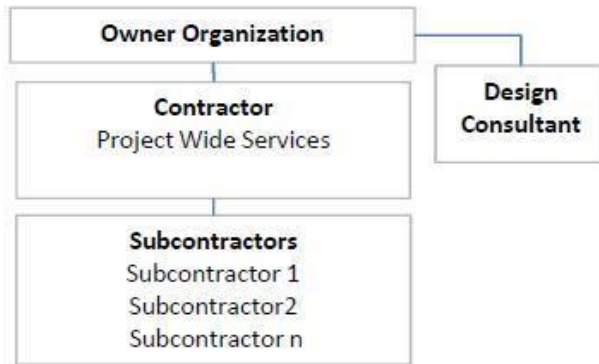 Owner Organization
Contractor
Project Wide Services
Design
Consultant
Subcontractors
Subcontractor 1
Subcontractor2
Subcontractor n